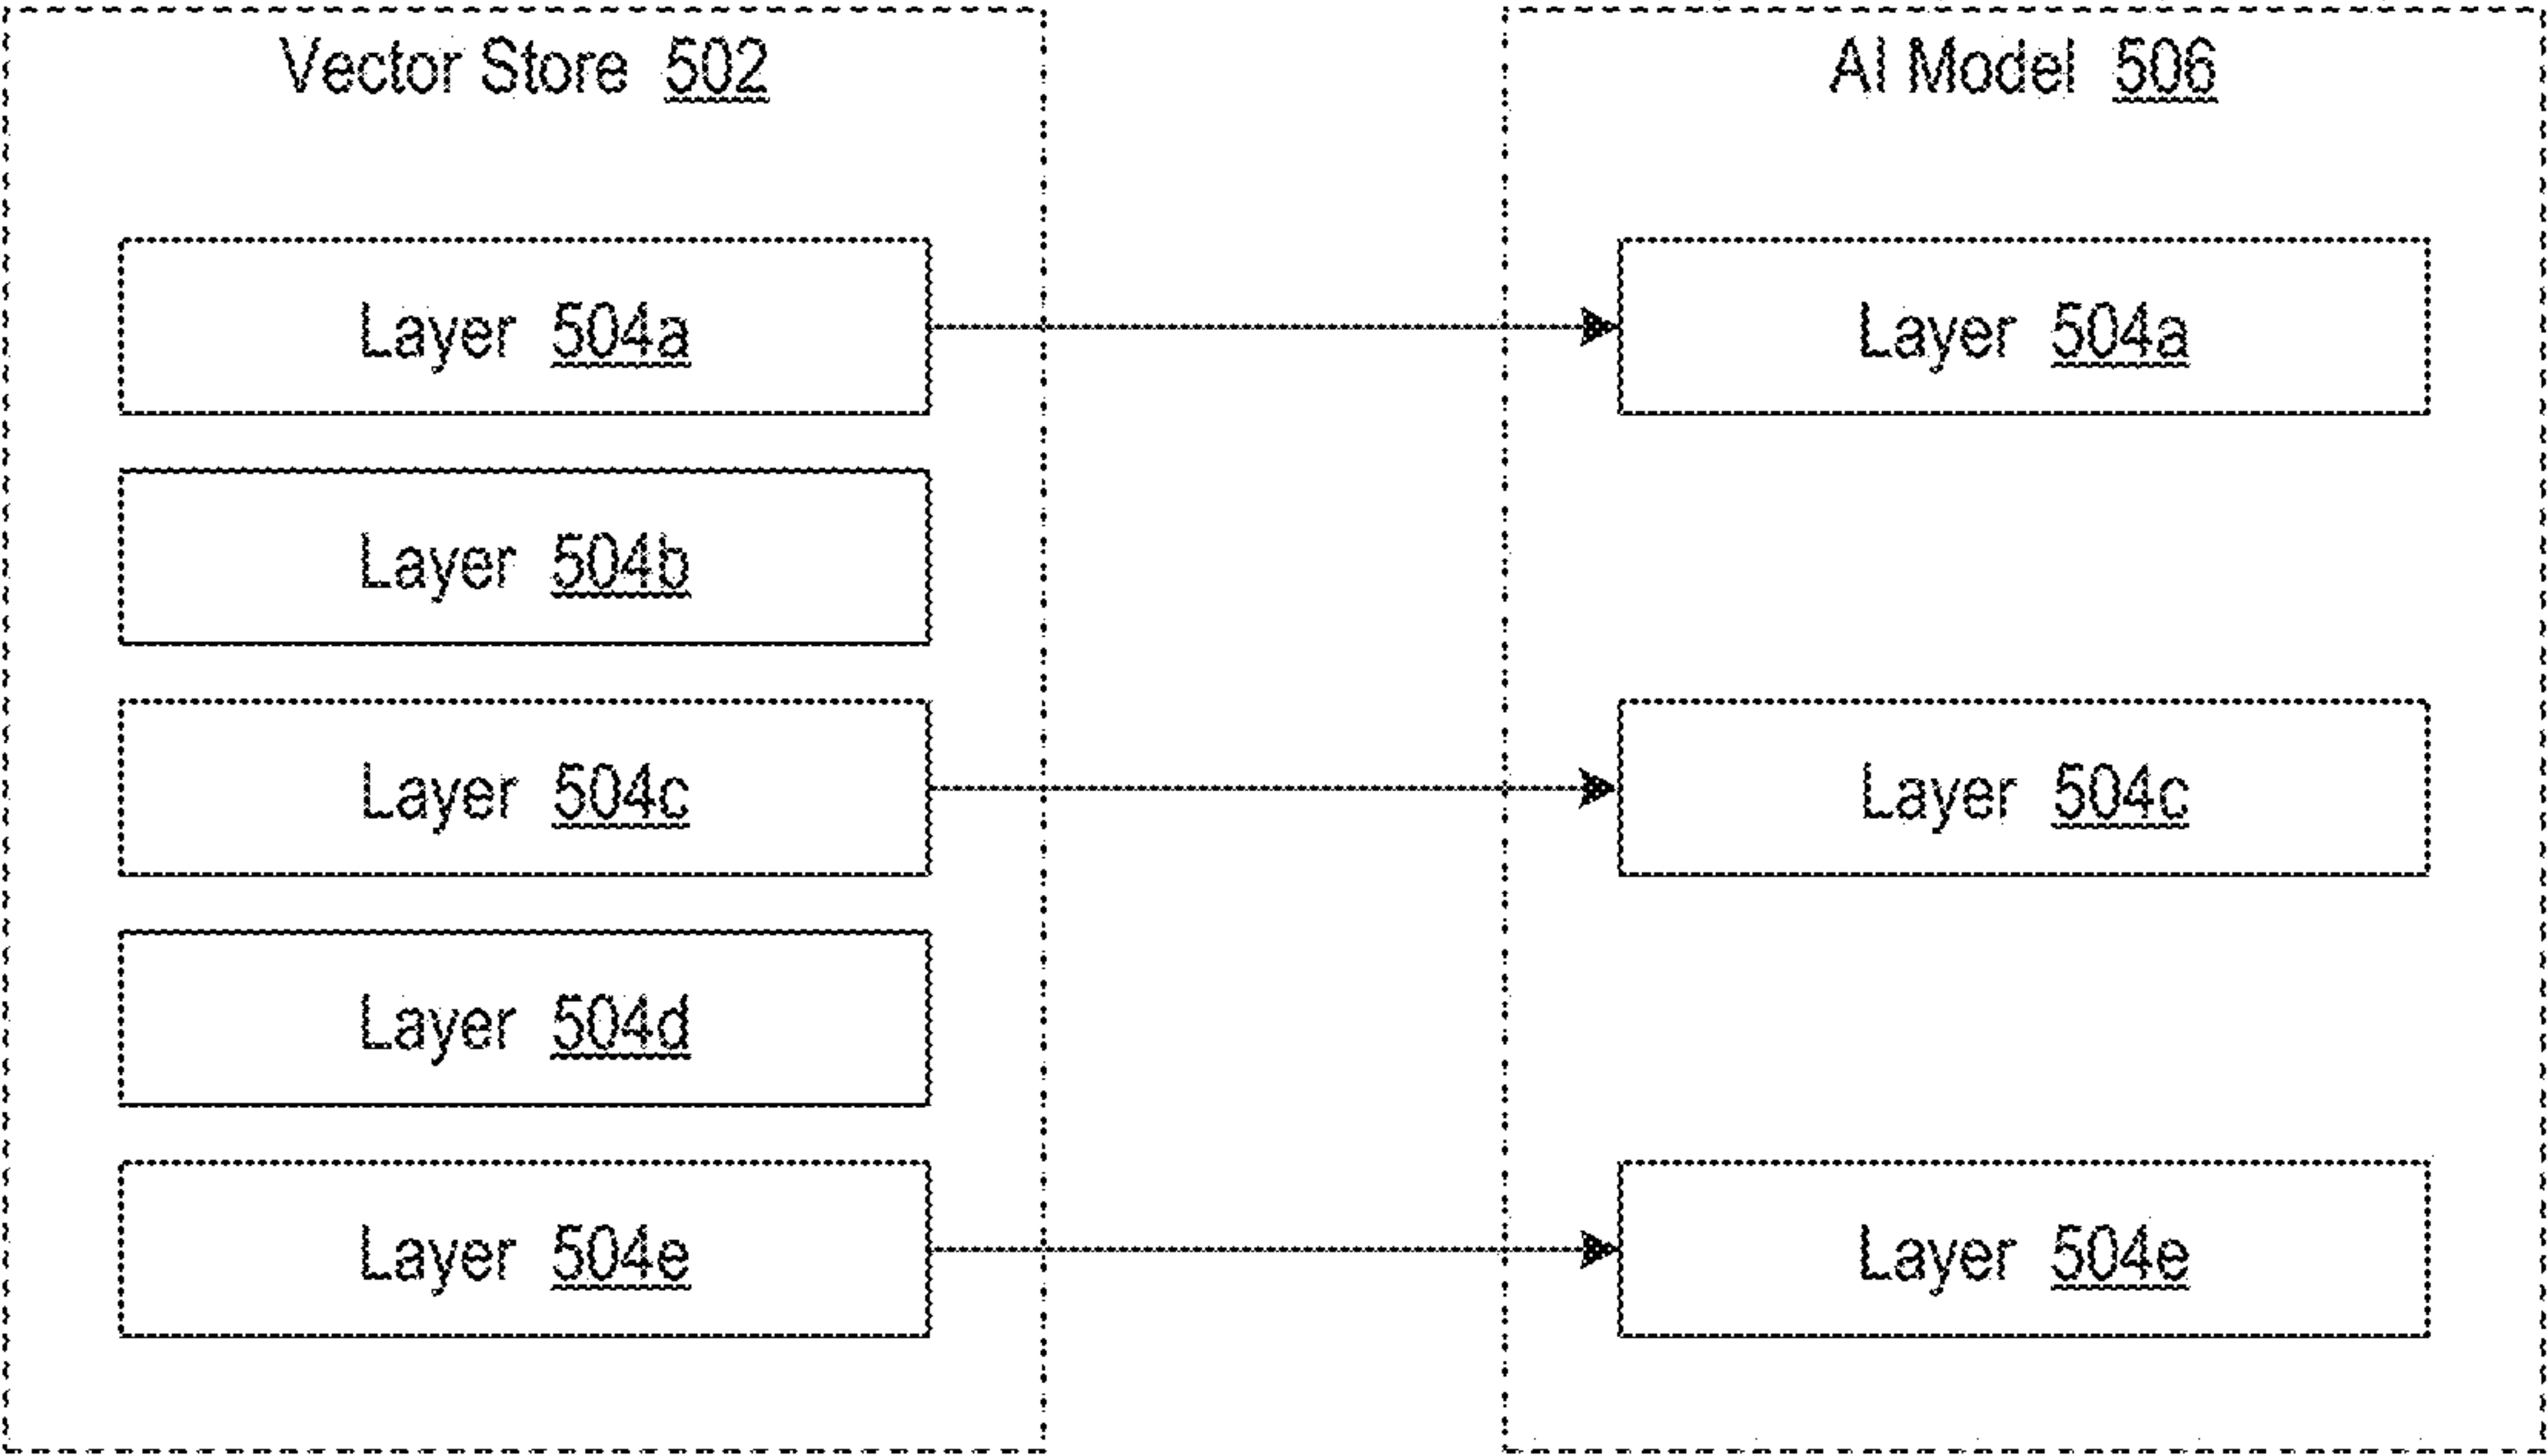 Vector Store 502
Layer 504a
Layer 504b
Layer 504c
Layer 504d
Layer 504e
AI Model 506
Layer 504a
Layer 504c
Layer 504e